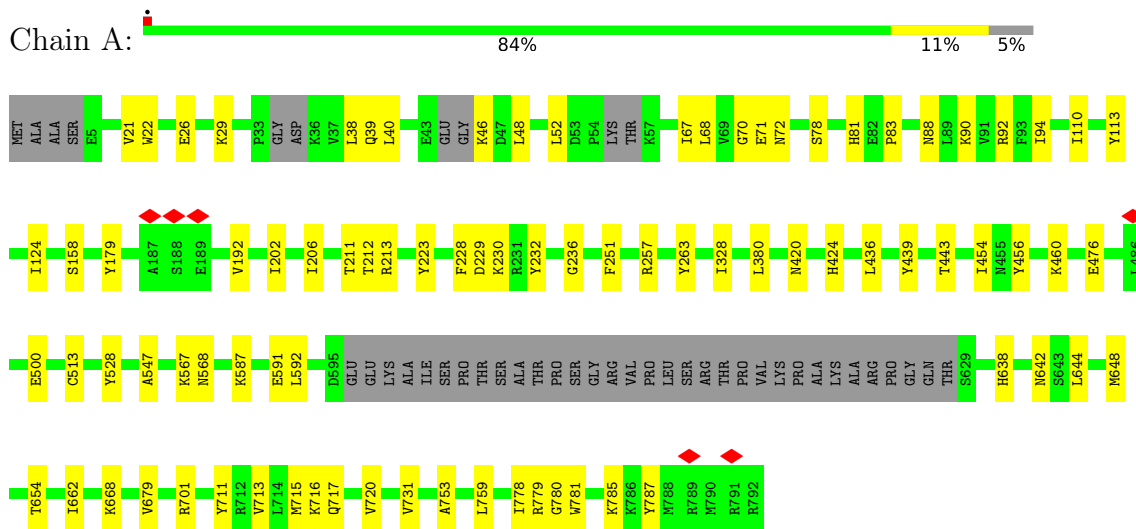 Chain A:
84% 11% 5%
MET ALA ALA SER E5 V21 W22 E26 K29 P33 GLY ASP K36 V37 L38 Q39 L40 E43 GLU GLY K46 D47 L48 L52 D53 P54 LYS THR K57 I67 L68 V69 G70 E71 N72 S78 H81 E82 P83 N88 L89 K90 V91 R92 F93 I94 I110 Y113
I124 S158 Y179 A187 S188 E189 V192 I202 I206 T211 T212 R213 Y223 F228 D229 K230 R231 Y232 G236 F251 R257 Y263 I328 L380 N420 H424 L436 Y439 T443 I454 N455 Y456 K460 E476 L486
E500 C513 Y528 A547 K567 N568 K587 E591 L592 D595 GLU GLU LYS ALA ILE SER PRO THR SER ALA THR PRO SER GLY ARG VAL PRO LEU SER ARG THR PRO VAL LYS PRO ALA LYS ALA ARG PRO GLY GLN THR S629 H638 N642 S643 L644 M648
T654 I662 K668 V679 R701 Y711 R712 V713 L714 M715 K716 Q717 V720 V731 A753 L759 I778 R779 G780 W781 K785 K786 Y787 M788 R789 M790 R791 R792